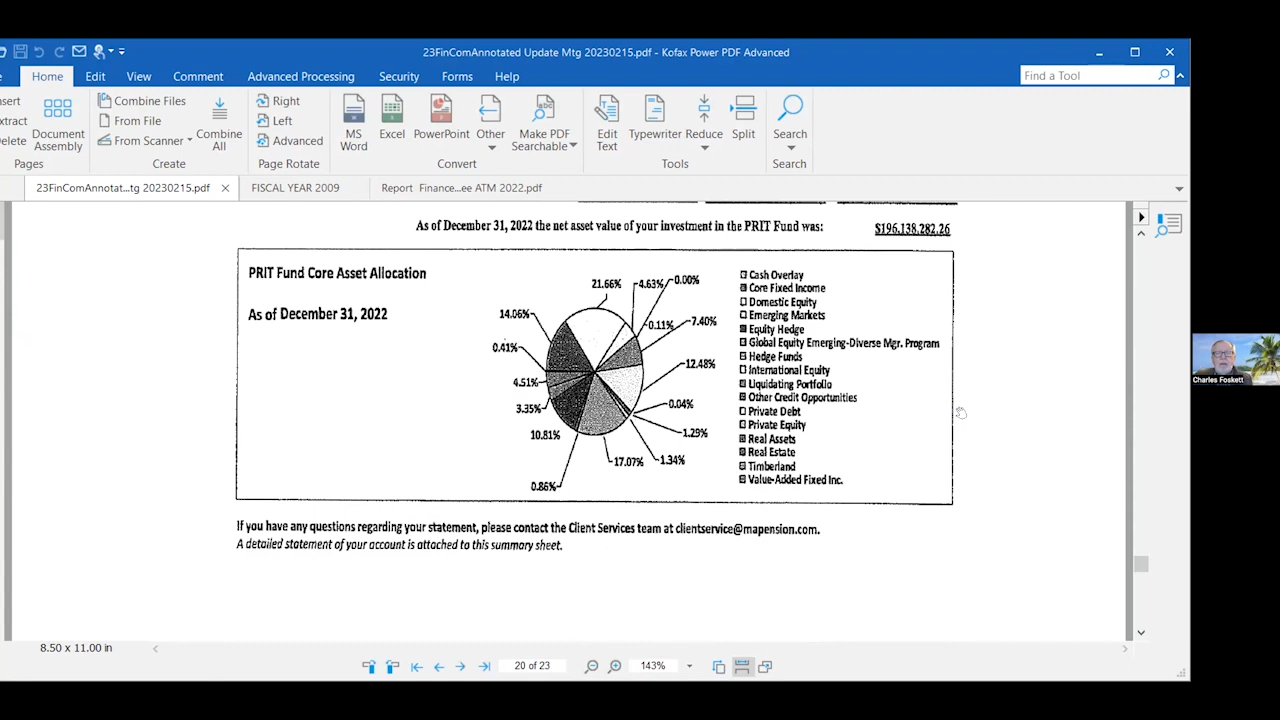 23FinComAnnotated Update Mtg 20230215.pdf - Kofax Power PDF Advanced
Home Edit View Comment Advanced Processing Security Forms Help
Find a Tool
Document Assembly
Pages
Combine Files
From File
From Scanner
Combine All
Create
Right
Left
Advanced
Page Rotate
MS Word
Excel
PowerPoint
Other
Make PDF Searchable
Convert
Edit Text
Typewriter
Reduce
Split
Tools
Search
Search
23FinComAnnotat...tg 20230215.pdf
FISCAL YEAR 2009
Report Finance...ee ATM 2022.pdf
As of December 31, 2022 the net asset value of your investment in the PRIT Fund was: $196,138,282.26
PRIT Fund Core Asset Allocation
As of December 31, 2022
21.66%
4.63%
0.00%
0.11%
7.40%
12.48%
0.04%
1.29%
1.34%
17.07%
0.86%
10.81%
3.35%
4.51%
0.41%
14.06%
Cash Overlay
Core Fixed Income
Domestic Equity
Emerging Markets
Equity Hedge
Global Equity Emerging-Diverse Mgr. Program
Hedge Funds
International Equity
Liquidating Portfolio
Other Credit Opportunities
Private Debt
Private Equity
Real Assets
Real Estate
Timberland
Value-Added Fixed Inc.
If you have any questions regarding your statement, please contact the Client Services team at clientservice@mapension.com.
A detailed statement of your account is attached to this summary sheet.
8.50 x 11.00 in
20 of 23
143%
Charles Foskett